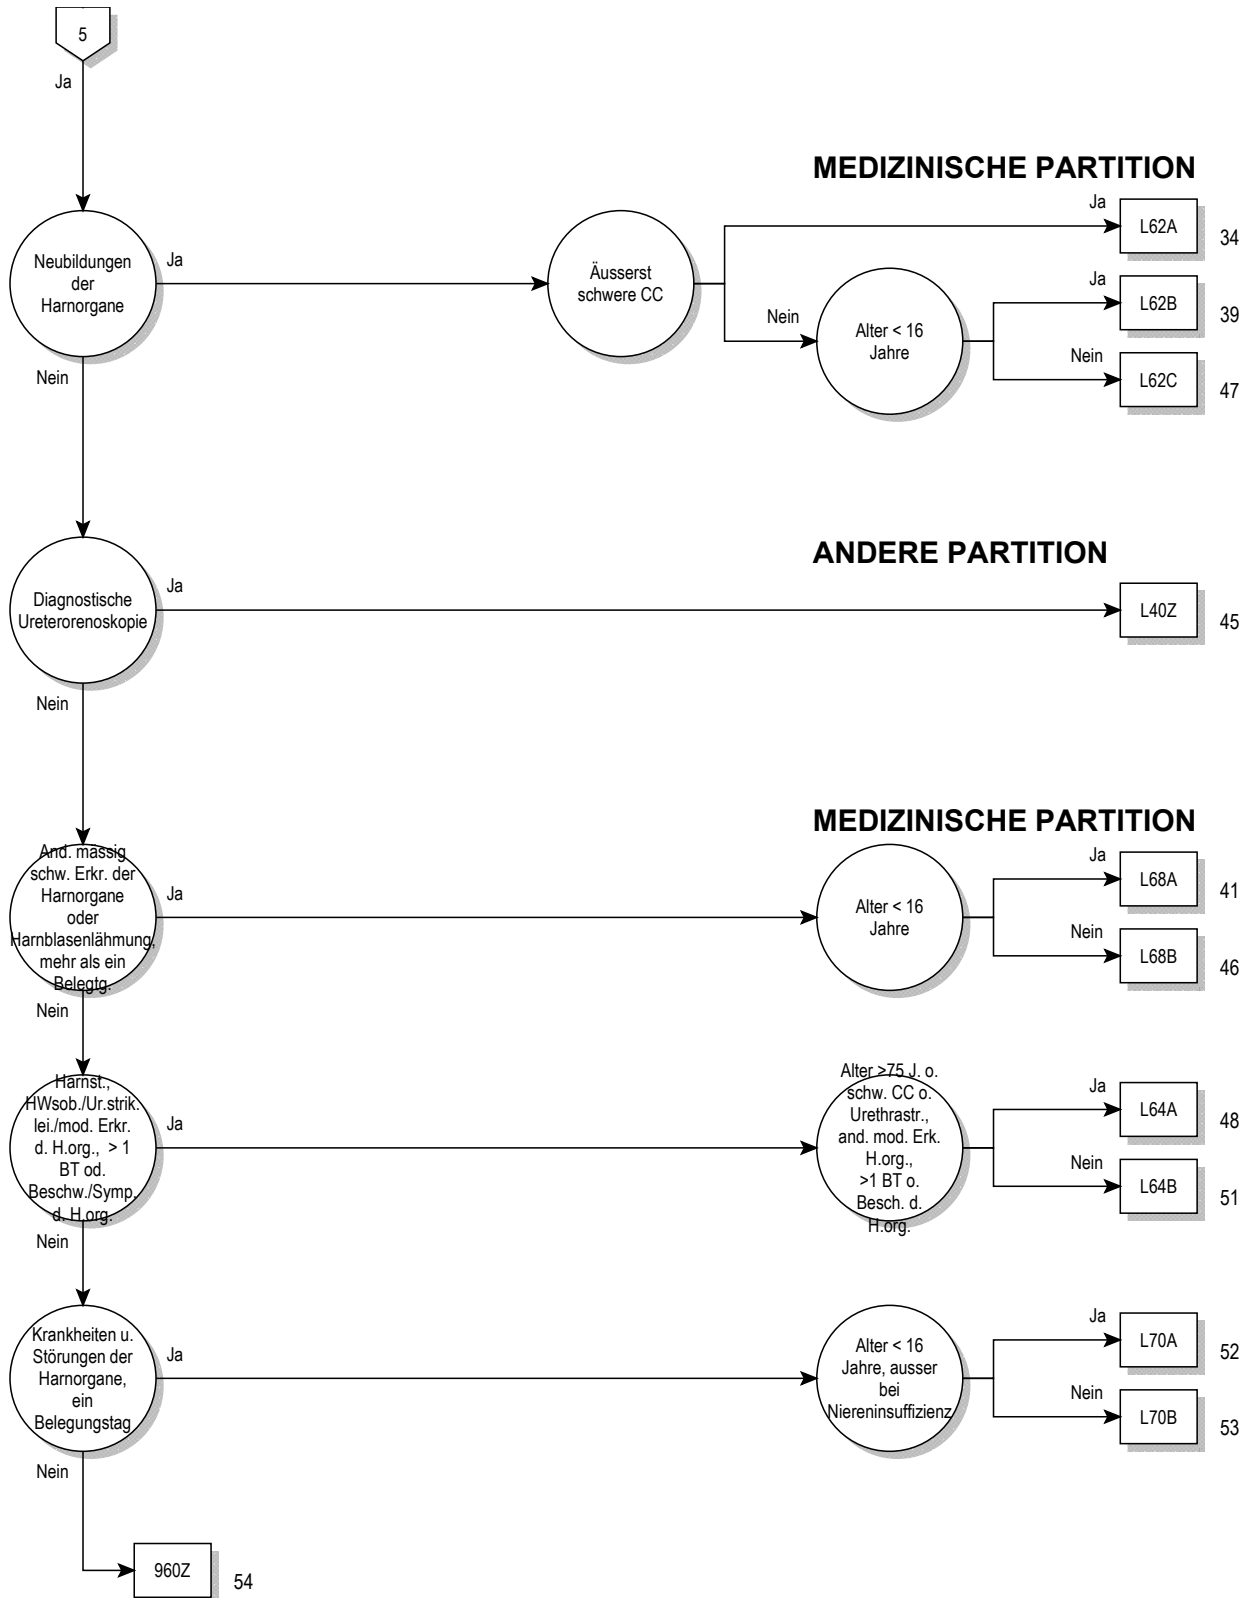 5
Ja
MEDIZINISCHE PARTITION
Neubildungen
der
Harnorgane
Ja
Äusserst
schwere CC
Ja
L62A
34
Nein
Alter < 16
Jahre
Ja
L62B
39
Nein
L62C
47
Nein
ANDERE PARTITION
Diagnostische
Ureterorenoskopie
Ja
L40Z
45
Nein
MEDIZINISCHE PARTITION
And. mässig
schw. Erkr. der
Harnorgane
oder
Harnblasenlähmung,
mehr als ein
Belegtg.
Ja
Alter < 16
Jahre
Ja
L68A
41
Nein
L68B
46
Nein
Harnst.,
HWsob./Ur.strik.
lei./mod. Erkr.
d. H.org., > 1
BT od.
Beschw./Symp.
d. H.org.
Ja
Alter >75 J. o.
schw. CC o.
Urethrastr.,
and. mod. Erk.
H.org.,
>1 BT o.
Besch. d.
H.org.
Ja
L64A
48
Nein
L64B
51
Nein
Krankheiten u.
Störungen der
Harnorgane,
ein
Belegungstag
Ja
Alter < 16
Jahre, ausser
bei
Niereninsuffizienz
Ja
L70A
52
Nein
L70B
53
Nein
960Z
54